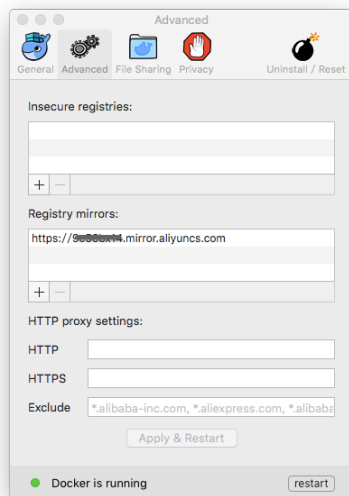 Advanced
General Advanced File Sharing Privacy Uninstall / Reset
Insecure registries:
+ −
Registry mirrors:
https:// .mirror.aliyuncs.com
+ −
HTTP proxy settings:
HTTP
HTTPS
Exclude *.alibaba-inc.com, *.aliexpress.com, *.alibaba
Apply & Restart
Docker is running restart